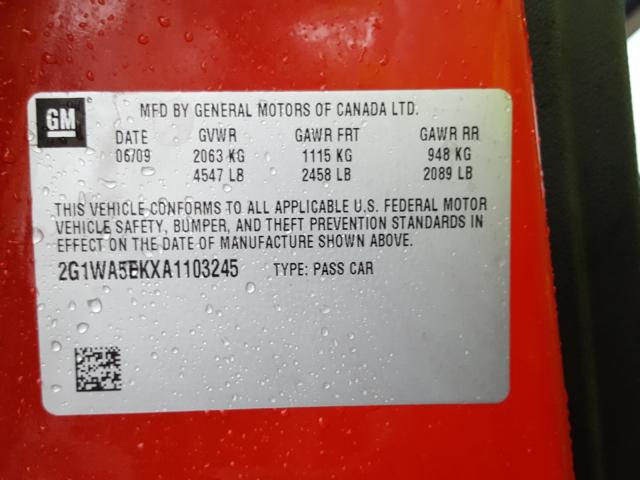 GM MFD BY GENERAL MOTORS OF CANADA LTD.
DATE GVWR GAWR FRT GAWR RR
06/09 2063 KG 1115 KG 948 KG
4547 LB 2458 LB 2089 LB
THIS VEHICLE CONFORMS TO ALL APPLICABLE U.S. FEDERAL MOTOR
VEHICLE SAFETY, BUMPER, AND THEFT PREVENTION STANDARDS IN
EFFECT ON THE DATE OF MANUFACTURE SHOWN ABOVE.
2G1WA5EKXA1103245 TYPE: PASS CAR